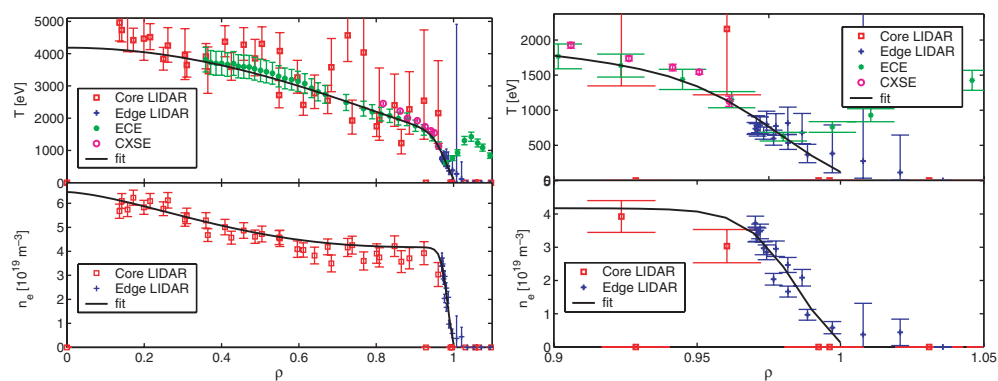 5000
4000
3000
2000
1000
0
T [eV]
Core LIDAR
Edge LIDAR
ECE
CXSE
fit
6
4
2
0
n_e [10^19 m^-3]
Core LIDAR
Edge LIDAR
fit
0 0.2 0.4 0.6 0.8 1
ρ
2000
1500
1000
500
0
T [eV]
Core LIDAR
Edge LIDAR
ECE
CXSE
fit
5
4
3
2
1
0
n_e [10^19 m^-3]
Core LIDAR
Edge LIDAR
fit
0.9 0.95 1 1.05
ρ